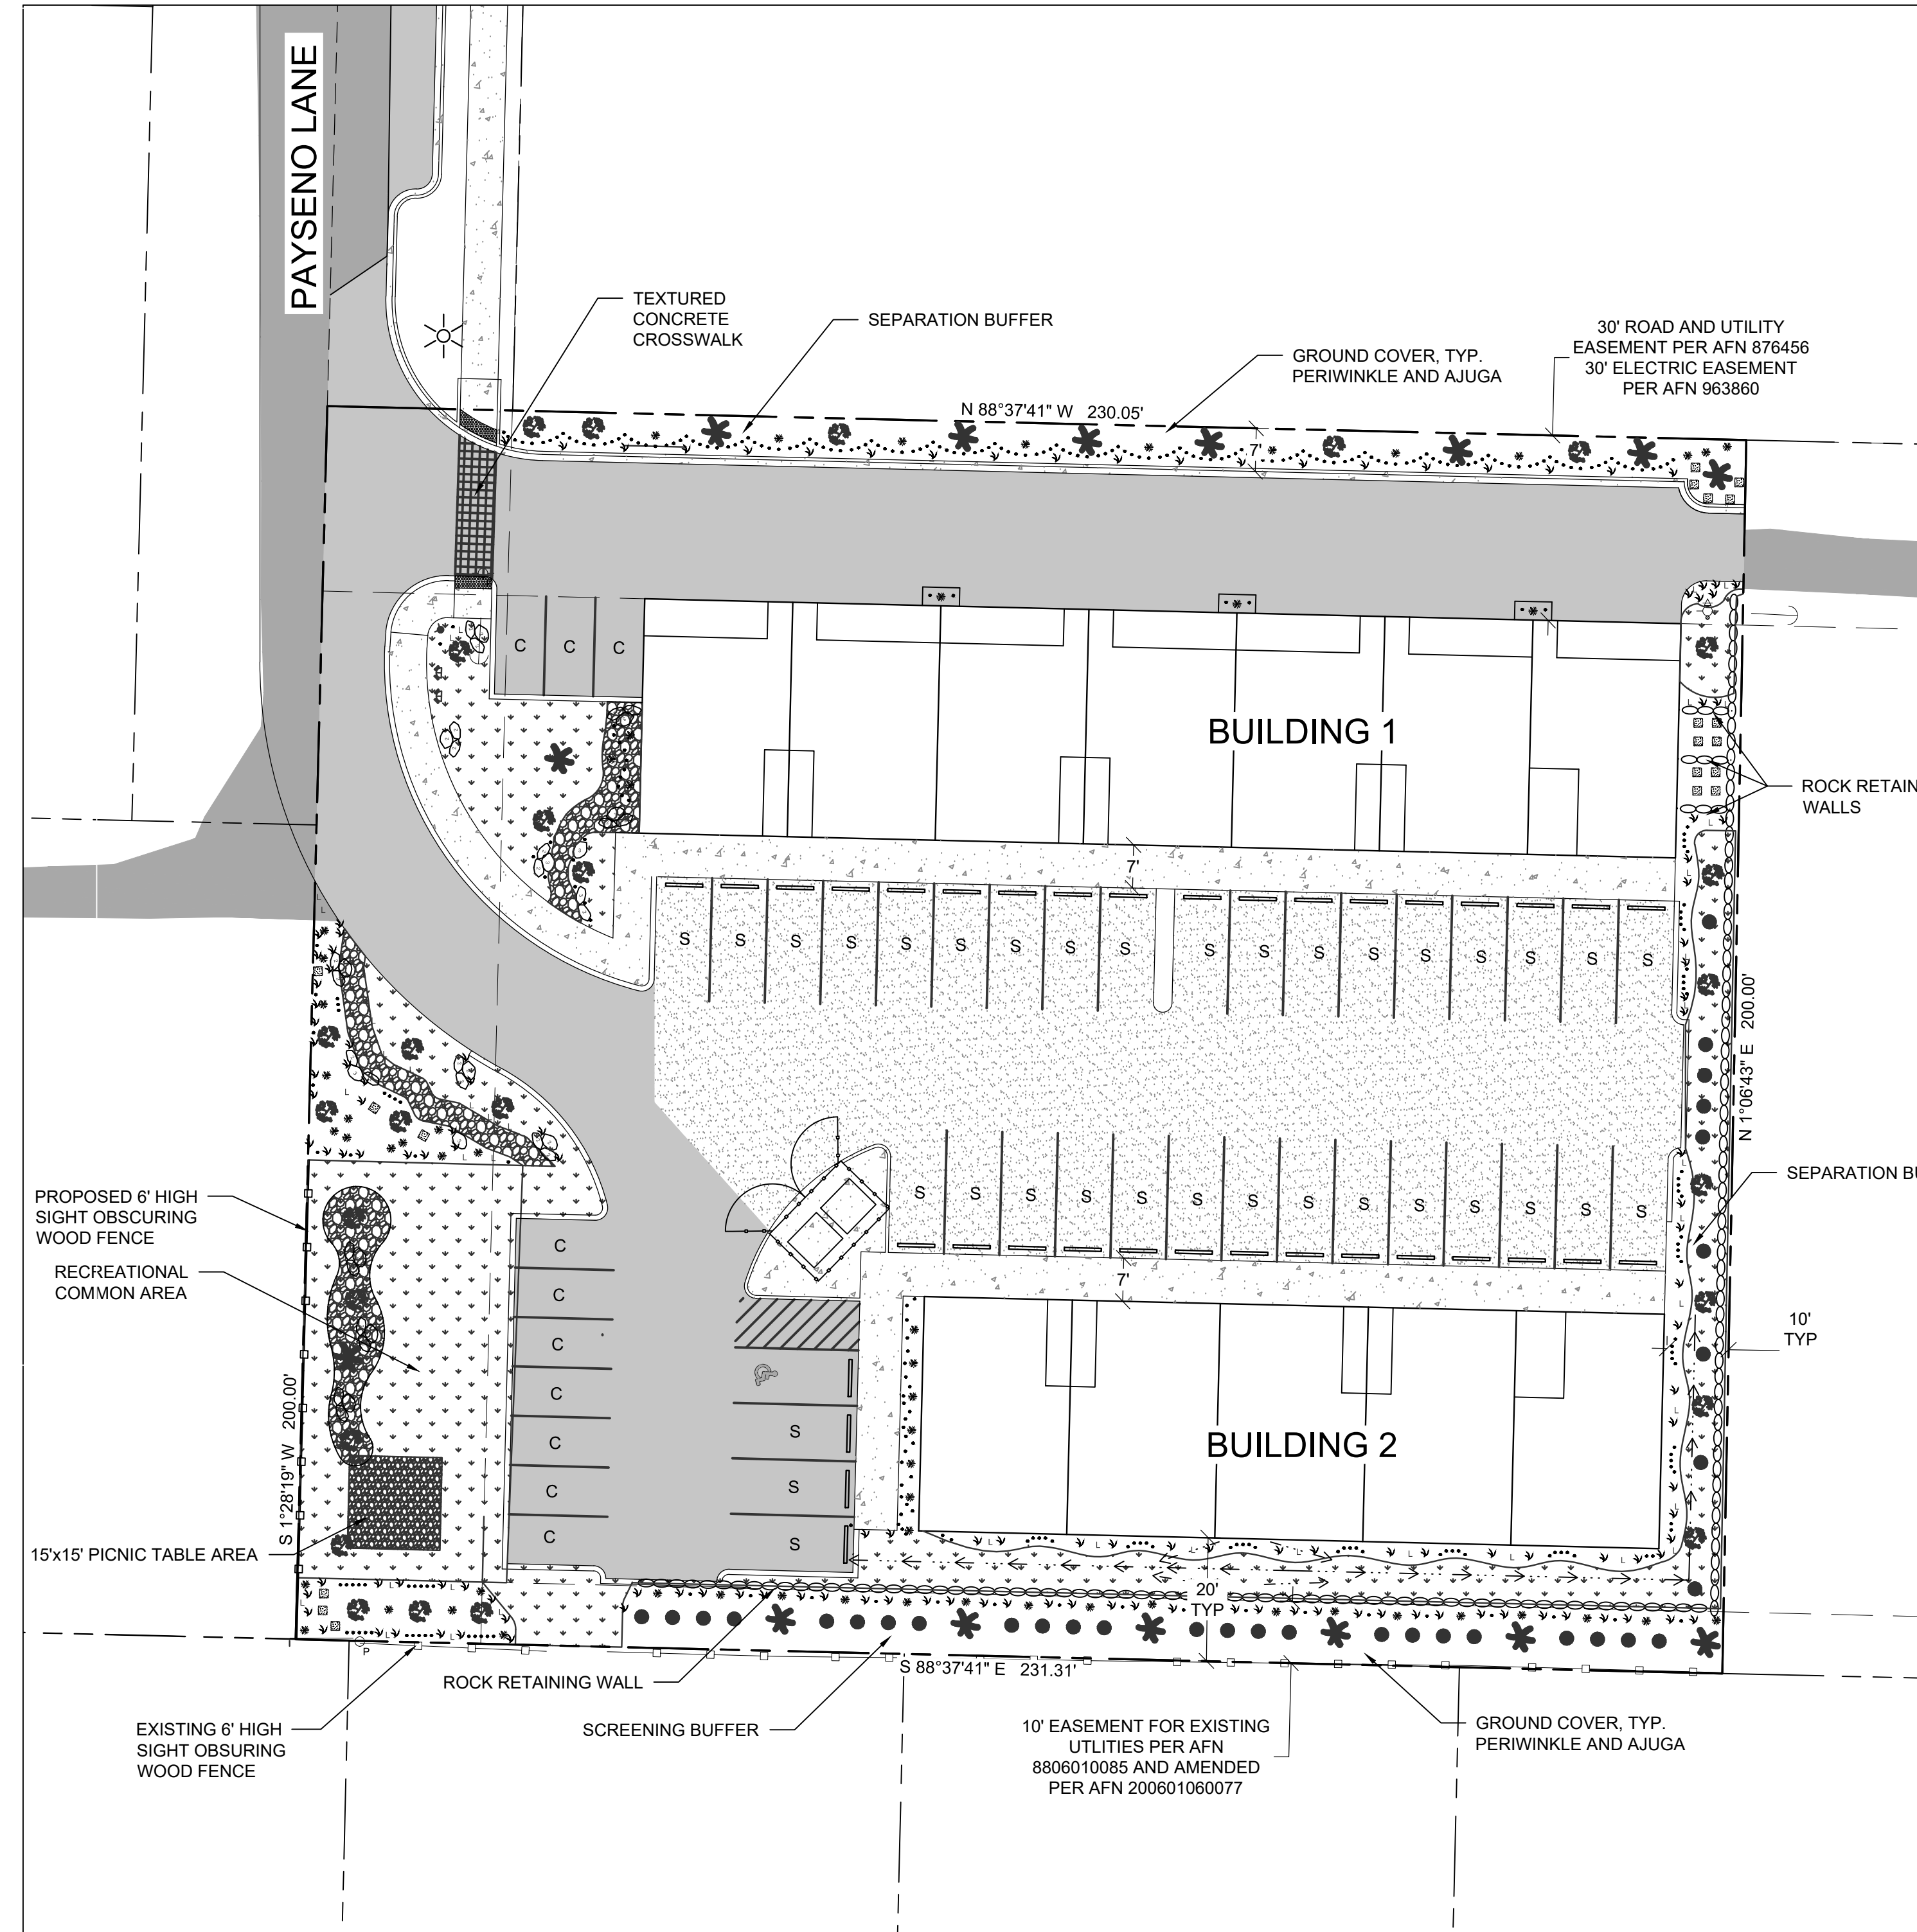 PAYSENO LANE
TEXTURED
CONCRETE
CROSSWALK
SEPARATION BUFFER
GROUND COVER, TYP.
PERIWINKLE AND AJUGA
30' ROAD AND UTILITY
EASEMENT PER AFN 876456
30' ELECTRIC EASEMENT
PER AFN 963860
N 88°37'41" W 230.05'
7'
C C C
BUILDING 1
ROCK RETAIN
WALLS
7'
S S S S S S S S S S S S S S S S S S
N 1°06'43" E 200.00'
SEPARATION BU
S S S S S S S S S S S S S S
PROPOSED 6' HIGH
SIGHT OBSCURING
WOOD FENCE
RECREATIONAL
COMMON AREA
C
C
C
C
C
C
C
7'
10'
TYP
S
S
S
BUILDING 2
S 1°28'19" W 200.00'
15'x15' PICNIC TABLE AREA
20'
TYP
P
S 88°37'41" E 231.31'
ROCK RETAINING WALL
EXISTING 6' HIGH
SIGHT OBSURING
WOOD FENCE
SCREENING BUFFER
10' EASEMENT FOR EXISTING
UTLITIES PER AFN
8806010085 AND AMENDED
PER AFN 200601060077
GROUND COVER, TYP.
PERIWINKLE AND AJUGA